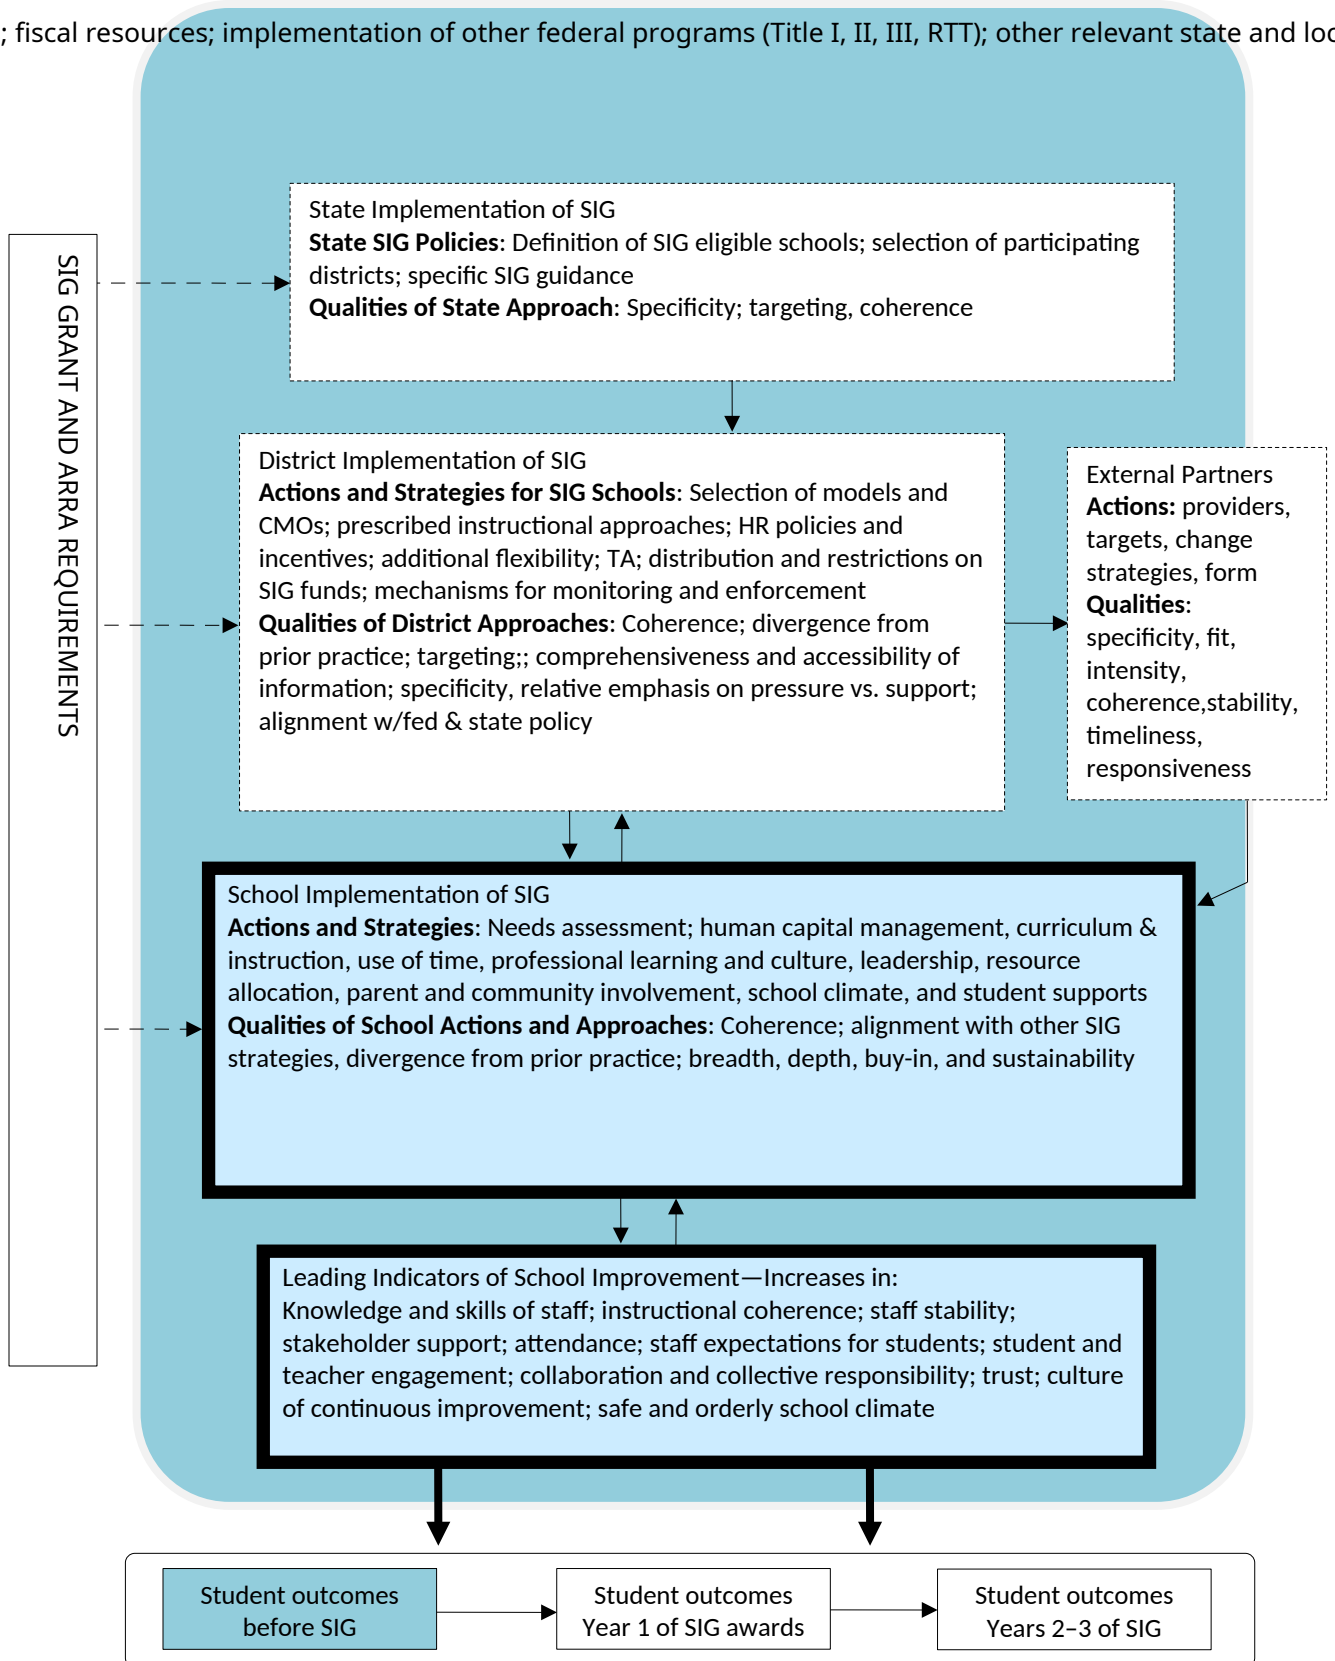 ; fiscal resources; implementation of other federal programs (Title I, II, III, RTT); other relevant state and
SIG GRANT AND ARRA REQUIREMENTS
State Implementation of SIG
State SIG Policies: Definition of SIG eligible schools; selection of participating
districts; specific SIG guidance
Qualities of State Approach: Specificity; targeting, coherence
District Implementation of SIG
Actions and Strategies for SIG Schools: Selection of models and
CMOs; prescribed instructional approaches; HR policies and
incentives; additional flexibility; TA; distribution and restrictions on
SIG funds; mechanisms for monitoring and enforcement
Qualities of District Approaches: Coherence; divergence from
prior practice; targeting;; comprehensiveness and accessibility of
information; specificity, relative emphasis on pressure vs. support;
alignment w/fed & state policy
External Partners
Actions: providers,
targets, change
strategies, form
Qualities:
specificity, fit,
intensity,
coherence,stability,
timeliness,
responsiveness
School Implementation of SIG
Actions and Strategies: Needs assessment; human capital management, curriculum &
instruction, use of time, professional learning and culture, leadership, resource
allocation, parent and community involvement, school climate, and student supports
Qualities of School Actions and Approaches: Coherence; alignment with other SIG
strategies, divergence from prior practice; breadth, depth, buy-in, and sustainability
Leading Indicators of School Improvement—Increases in:
Knowledge and skills of staff; instructional coherence; staff stability;
stakeholder support; attendance; staff expectations for students; student and
teacher engagement; collaboration and collective responsibility; trust; culture
of continuous improvement; safe and orderly school climate
Student outcomes
before SIG
Student outcomes
Year 1 of SIG awards
Student outcomes
Years 2–3 of SIG